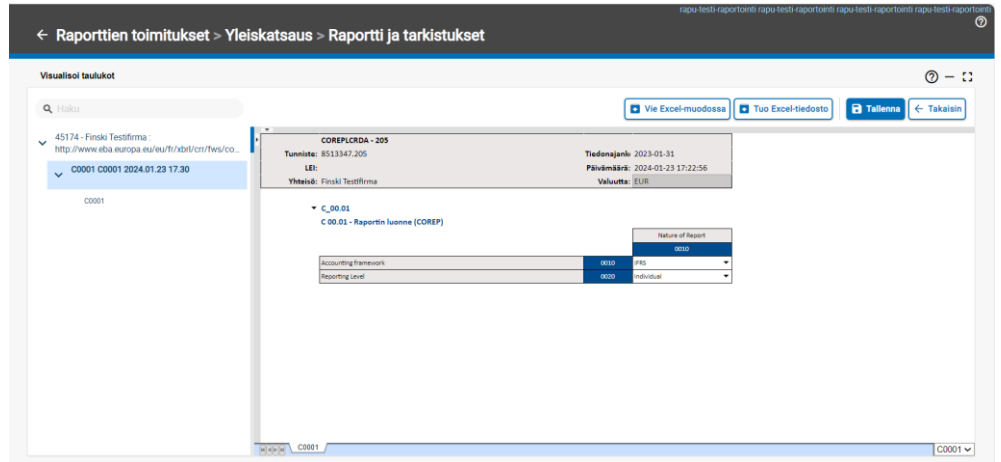 rapu-testi-raportointi rapu-testi-raportointi rapu-testi-raportointi rapu-testi-raportointi
Raporttien toimitukset > Yleiskatsaus > Raportti ja tarkistukset
Visualisoi taulukot
Haku
Vie Excel-muodossa
Tuo Excel-tiedosto
Tallenna
Takaisin
45174 - Finski Testifirma :
http://www.eba.europa.eu/eu/fr/xbrl/crr/fws/co...
C0001 C0001 2024.01.23 17.30
C0001
COREPLCRDA - 205
Tunniste: 8513347.205 Tiedonajank 2023-01-31
LEI: Päivämäärä: 2024-01-23 17:22:56
Yhteisö: Finski Testifirma Valuutta: EUR
C_00.01
C 00.01 - Raportin luonne (COREP)
Nature of Report
0010
Accounting framework 0010 IFRS
Reporting Level 0020 Individual
C0001
C0001